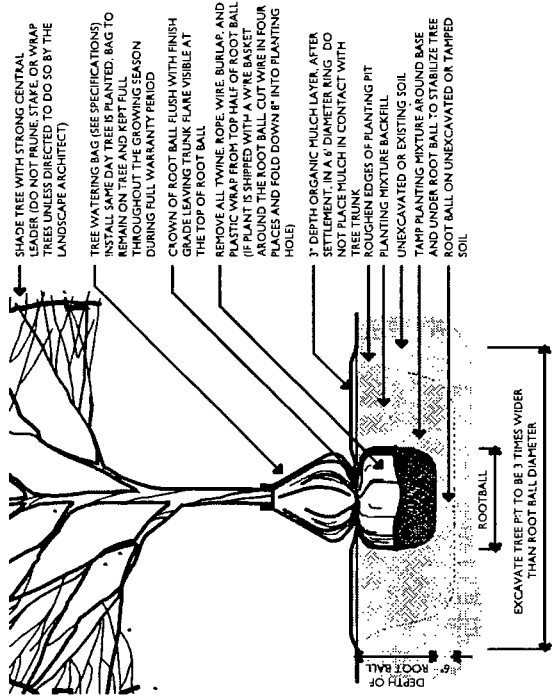 SHADE TREE WITH STRONG CENTRAL
LEADER (DO NOT PRUNE, STAKE, OR WRAP
TREES UNLESS DIRECTED TO DO SO BY THE
LANDSCAPE ARCHITECT)
TREE WATERING BAG (SEE SPECIFICATIONS)
INSTALL SAME DAY TREE IS PLANTED, BAG TO
REMAIN ON TREE AND KEPT FULL
THROUGHOUT THE GROWING SEASON
DURING FULL WARRANTY PERIOD
CROWN OF ROOT BALL FLUSH WITH FINISH
GRADE LEAVING TRUNK FLARE VISIBLE AT
THE TOP OF ROOT BALL
REMOVE ALL TWINE, ROPE, WIRE, BURLAP, AND
PLASTIC WRAP FROM TOP HALF OF ROOT BALL
(IF PLANT IS SHIPPED WITH A WIRE BASKET
AROUND THE ROOT BALL, CUT WIRE IN FOUR
PLACES AND FOLD DOWN 8" INTO PLANTING
HOLE)
3" DEPTH ORGANIC MULCH LAYER, AFTER
SETTLEMENT, IN A 6' DIAMETER RING DO
NOT PLACE MULCH IN CONTACT WITH
TREE TRUNK
ROUGHEN EDGES OF PLANTING PIT
PLANTING MIXTURE BACKFILL
UNEXCAVATED OR EXISTING SOIL
TAMP PLANTING MIXTURE AROUND BASE
AND UNDER ROOT BALL TO STABILIZE TREE
ROOT BALL ON UNEXCAVATED OR TAMPED
SOIL
ROOTBALL
EXCAVATE TREE PIT TO BE 3 TIMES WIDER
THAN ROOT BALL DIAMETER
DEPTH OF
ROOT BALL
6"